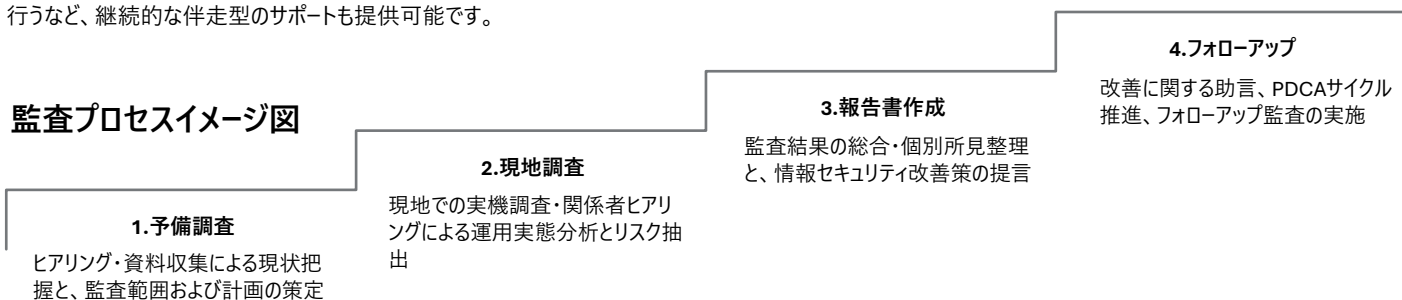 行うなど、継続的な伴走型のサポートも提供可能です。
監査プロセスイメージ図
1.予備調査
ヒアリング・資料収集による現状把
握と、監査範囲および計画の策定
2.現地調査
現地での実機調査・関係者ヒアリ
ングによる運用実態分析とリスク抽
出
3.報告書作成
監査結果の総合・個別所見整理
と、情報セキュリティ改善策の提言
4.フォローアップ
改善に関する助言、PDCAサイクル
推進、フォローアップ監査の実施